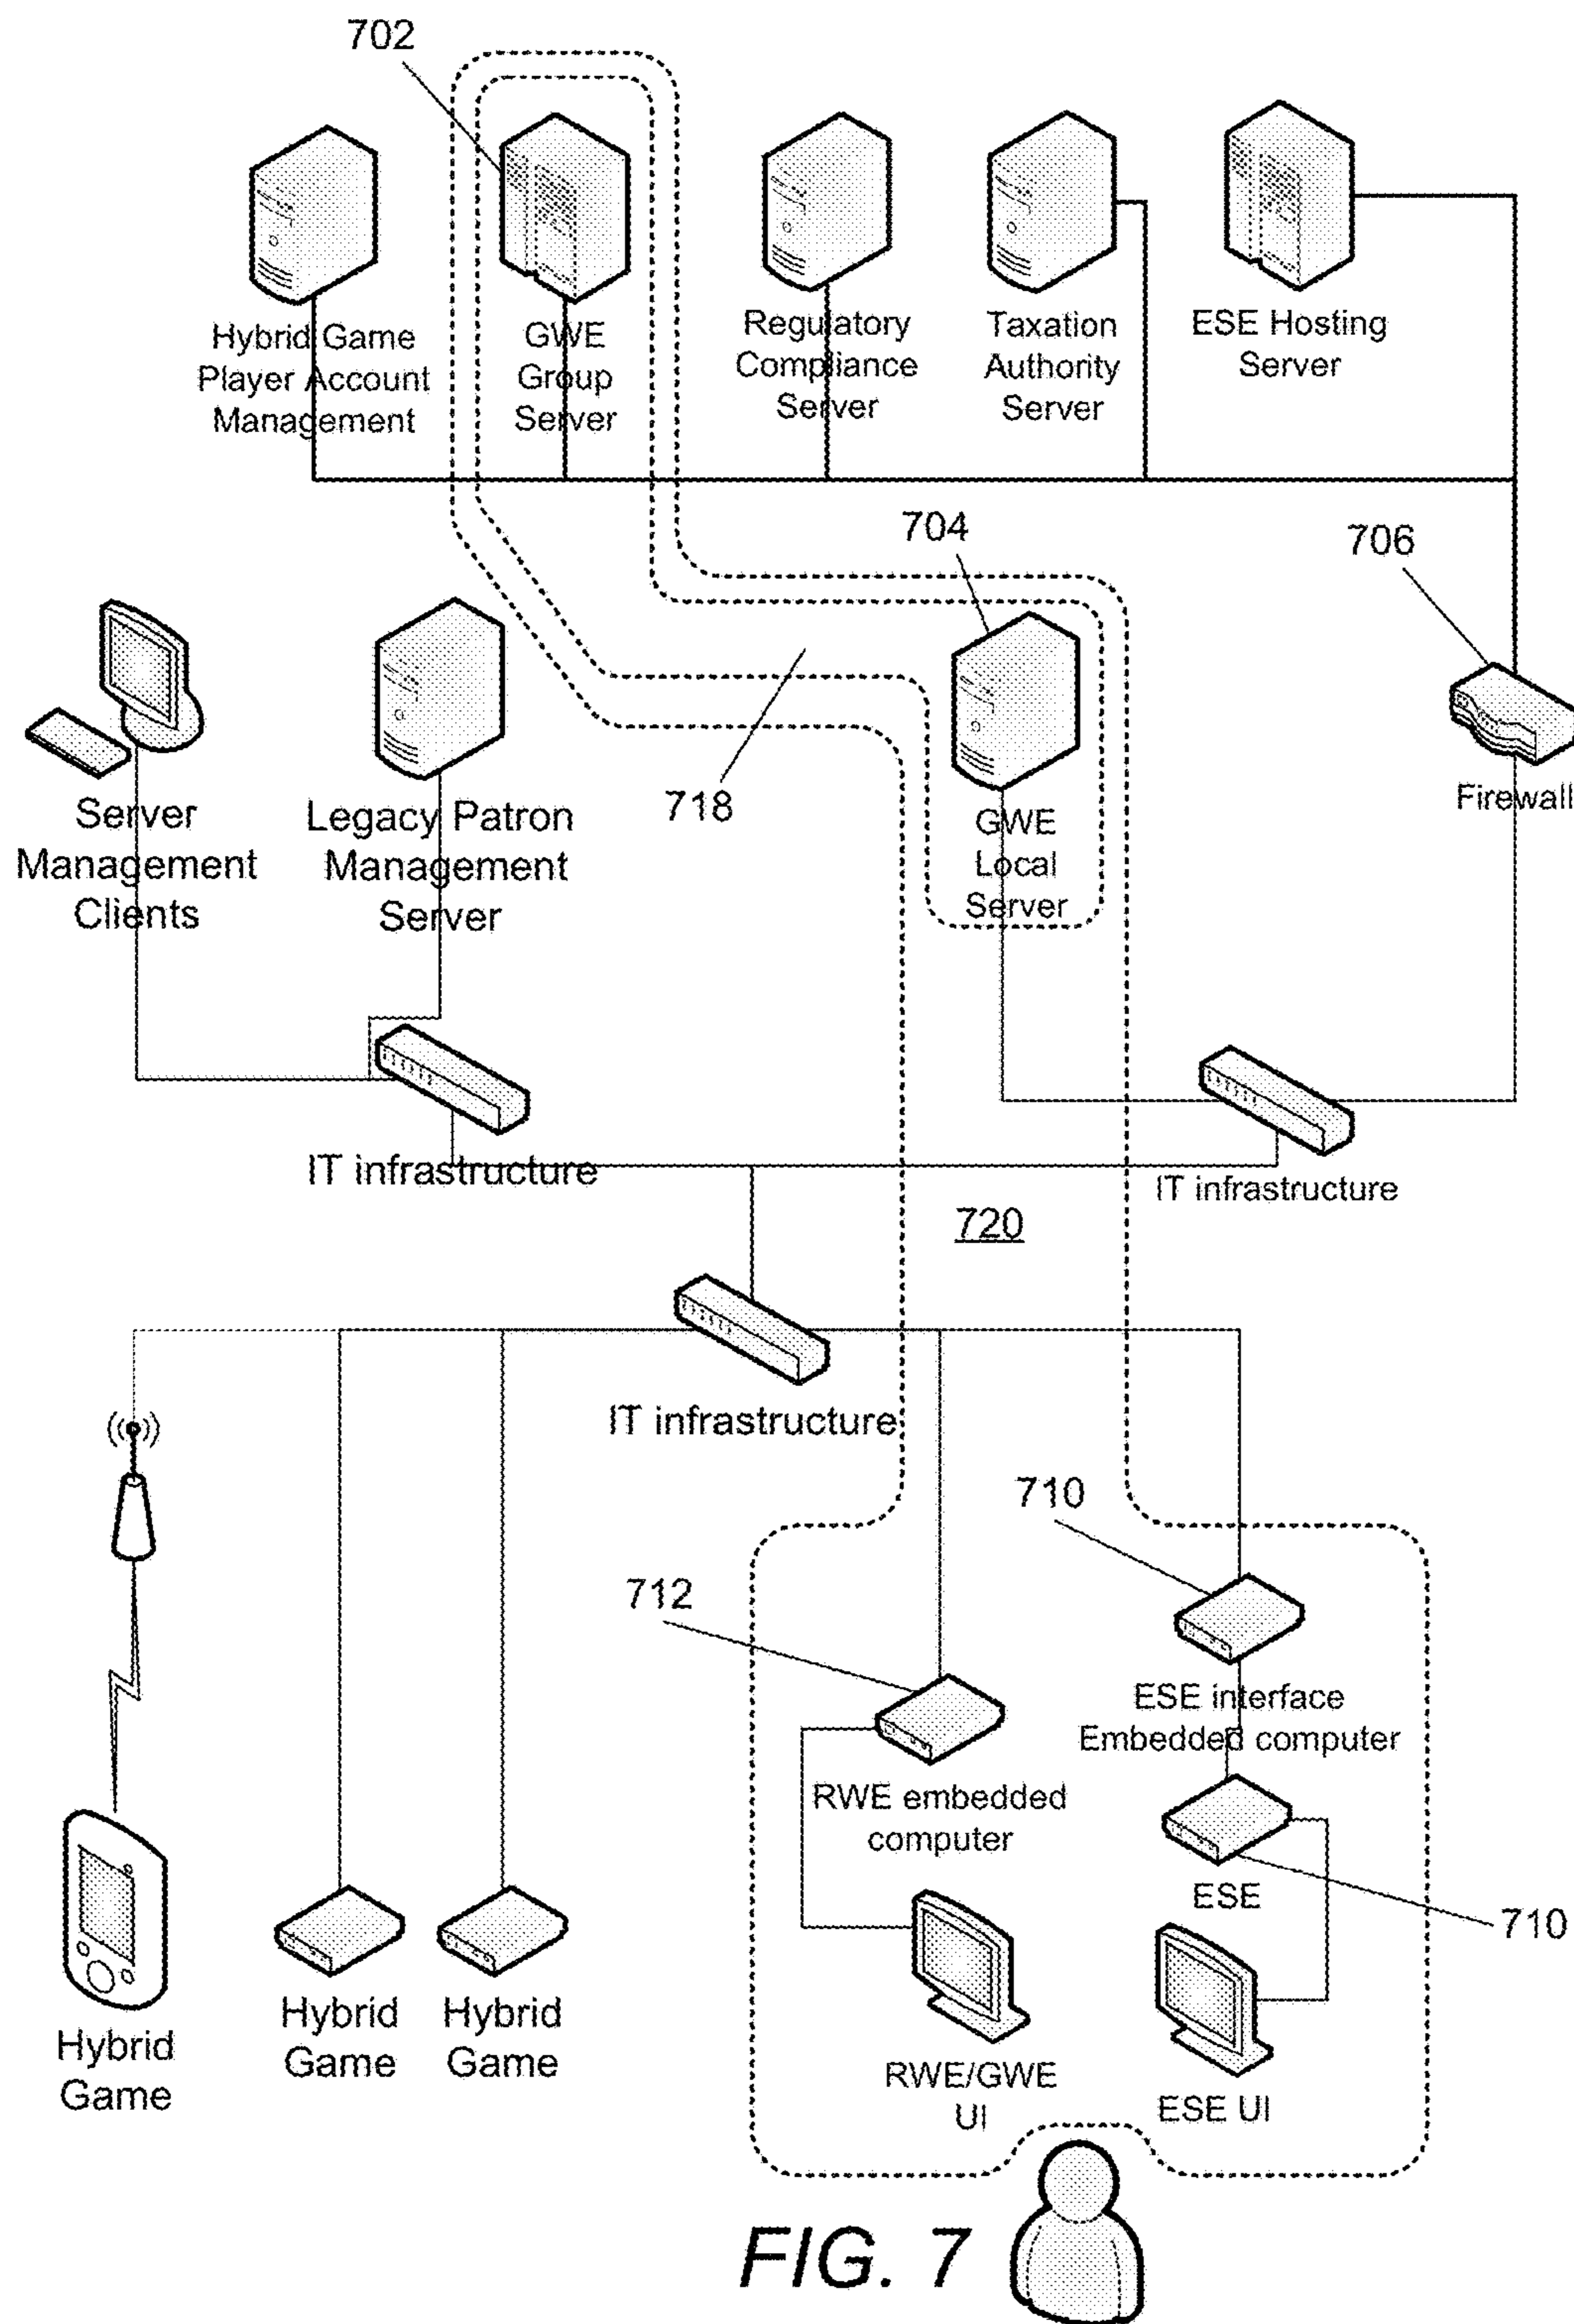 702
Hybrid Game
Player Account
Management
GWE
Group
Server
Regulatory
Compliance
Server
Taxation
Authority
Server
ESE Hosting
Server
704
706
718
Server
Management
Clients
Legacy Patron
Management
Server
GWE
Local
Server
Firewall
IT infrastructure
IT infrastructure
720
IT infrastructure
710
712
ESE interface
Embedded computer
RWE embedded
computer
ESE
710
Hybrid
Game
Hybrid
Game
Hybrid
Game
RWE/GWE
UI
ESE UI
FIG. 7